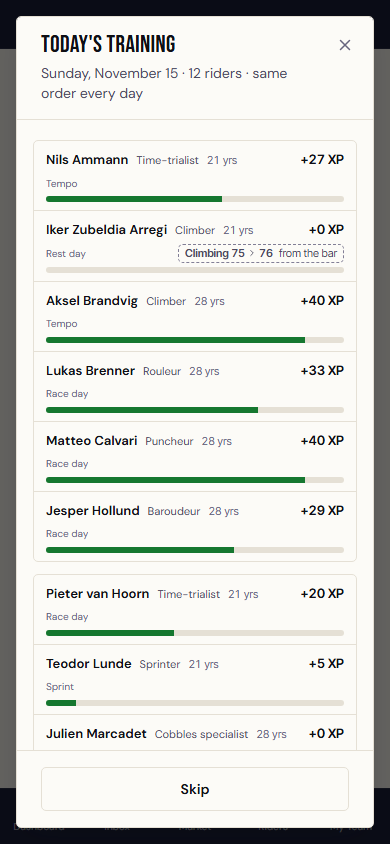 TODAY'S TRAINING
Sunday, November 15 · 12 riders · same
order every day
Nils Ammann Time-trialist 21 yrs +27 XP
Tempo
Iker Zubeldia Arregi Climber 21 yrs +0 XP
Rest day Climbing 75 › 76 from the bar
Aksel Brandvig Climber 28 yrs +40 XP
Tempo
Lukas Brenner Rouleur 28 yrs +33 XP
Race day
Matteo Calvari Puncheur 28 yrs +40 XP
Race day
Jesper Hollund Baroudeur 28 yrs +29 XP
Race day
Pieter van Hoorn Time-trialist 21 yrs +20 XP
Race day
Teodor Lunde Sprinter 21 yrs +5 XP
Sprint
Julien Marcadet Cobbles specialist 28 yrs +0 XP
Skip